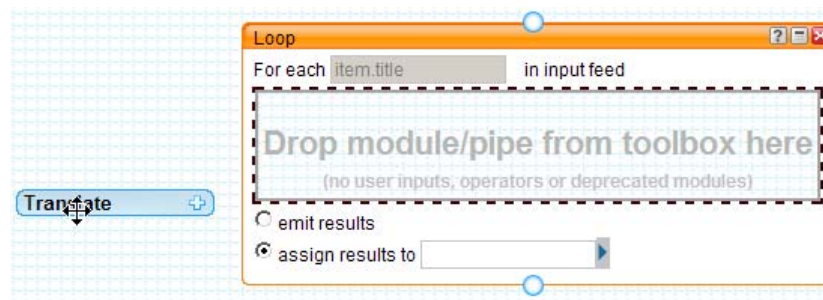 Loop
For each item.title in input feed
Drop module/pipe from toolbox here
(no user inputs, operators or deprecated modules)
Translate
emit results
assign results to